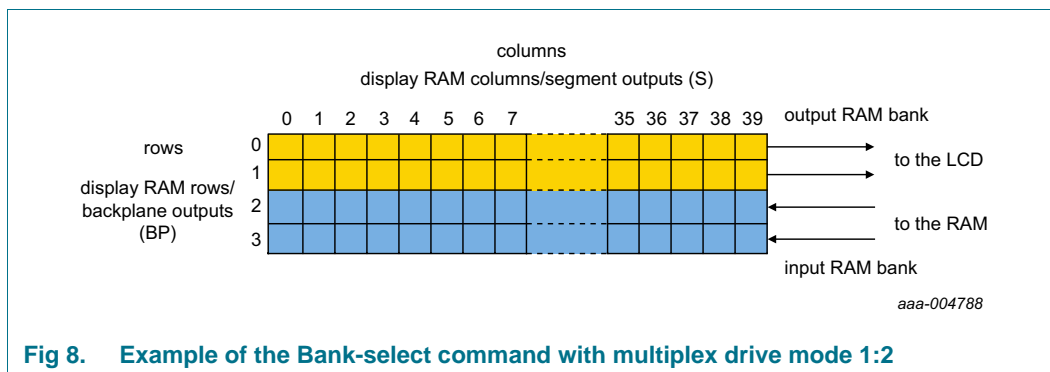 columns
display RAM columns/segment outputs (S)
0 1 2 3 4 5 6 7 35 36 37 38 39 output RAM bank
rows
0
to the LCD
1
display RAM rows/
backplane outputs
(BP)
2
to the RAM
3
input RAM bank
aaa-004788
Fig 8. Example of the Bank-select command with multiplex drive mode 1:2